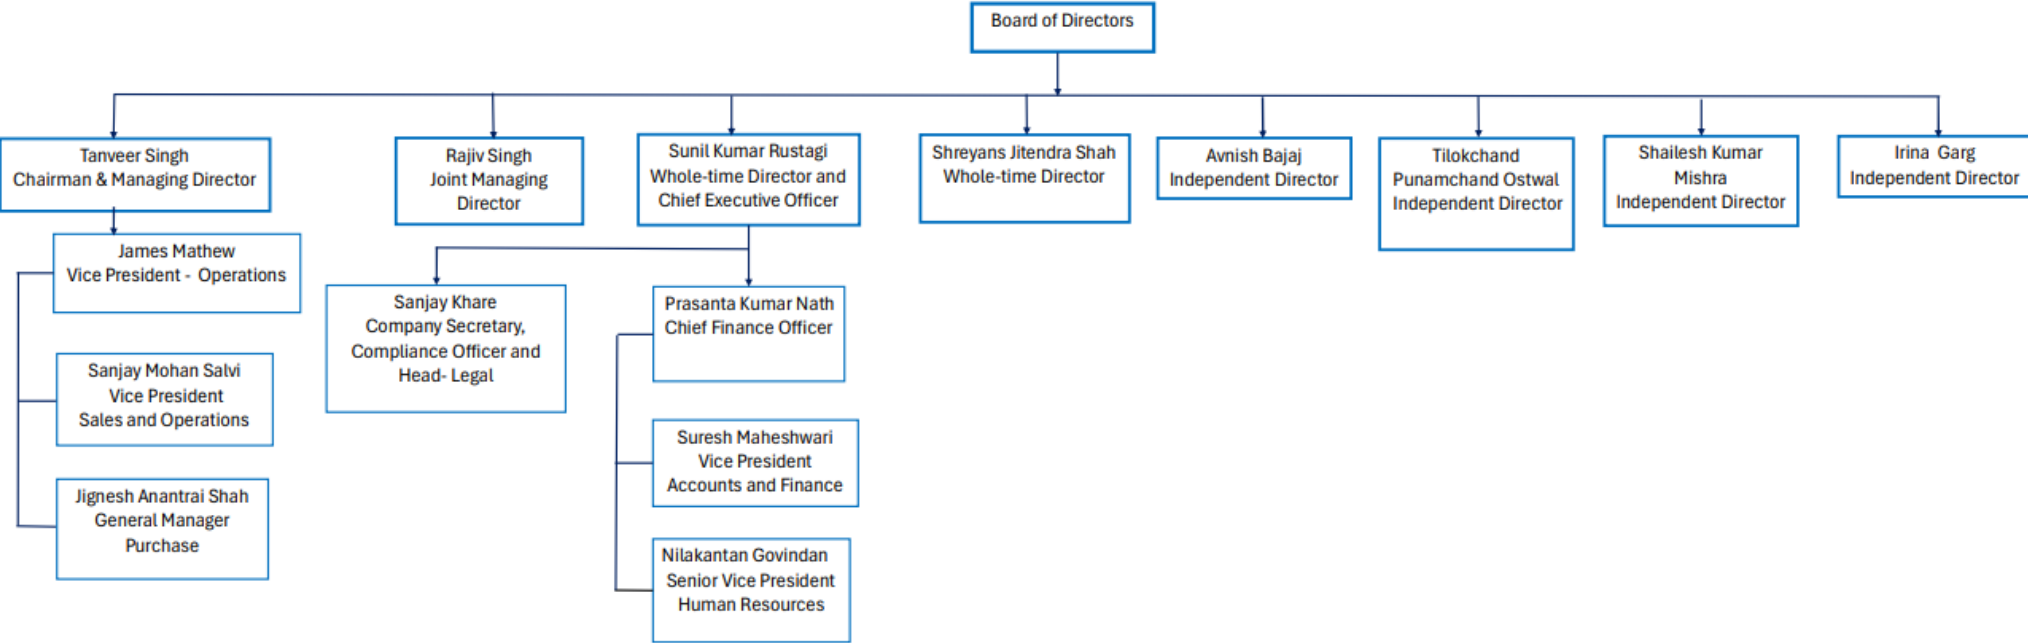 Board of Directors
Tanveer Singh
Chairman & Managing Director
Rajiv Singh
Joint Managing
Director
Sunil Kumar Rustagi
Whole-time Director and
Chief Executive Officer
Shreyans Jitendra Shah
Whole-time Director
Avnish Bajaj
Independent Director
Tilokchand
Punamchand Ostwal
Independent Director
Shailesh Kumar
Mishra
Independent Director
Irina Garg
Independent Director
James Mathew
Vice President - Operations
Sanjay Mohan Salvi
Vice President
Sales and Operations
Jignesh Anantrai Shah
General Manager
Purchase
Sanjay Khare
Company Secretary,
Compliance Officer and
Head- Legal
Prasanta Kumar Nath
Chief Finance Officer
Suresh Maheshwari
Vice President
Accounts and Finance
Nilakantan Govindan
Senior Vice President
Human Resources